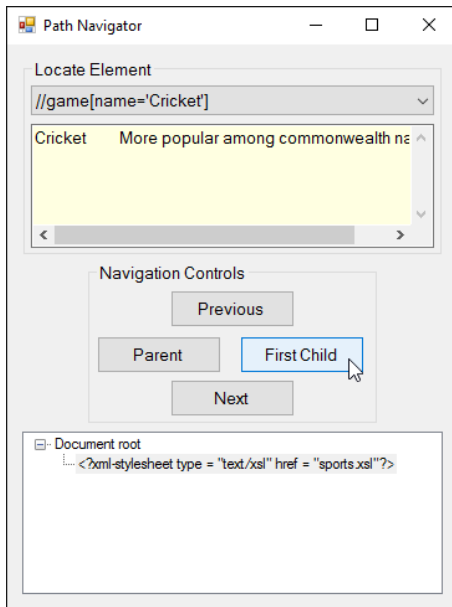 Path Navigator
Locate Element
//game[name='Cricket']
Cricket More popular among commonwealth na
Navigation Controls
Previous
Parent First Child
Next
Document root
<?xml-stylesheet type = "text/xsl" href = "sports.xsl"?>